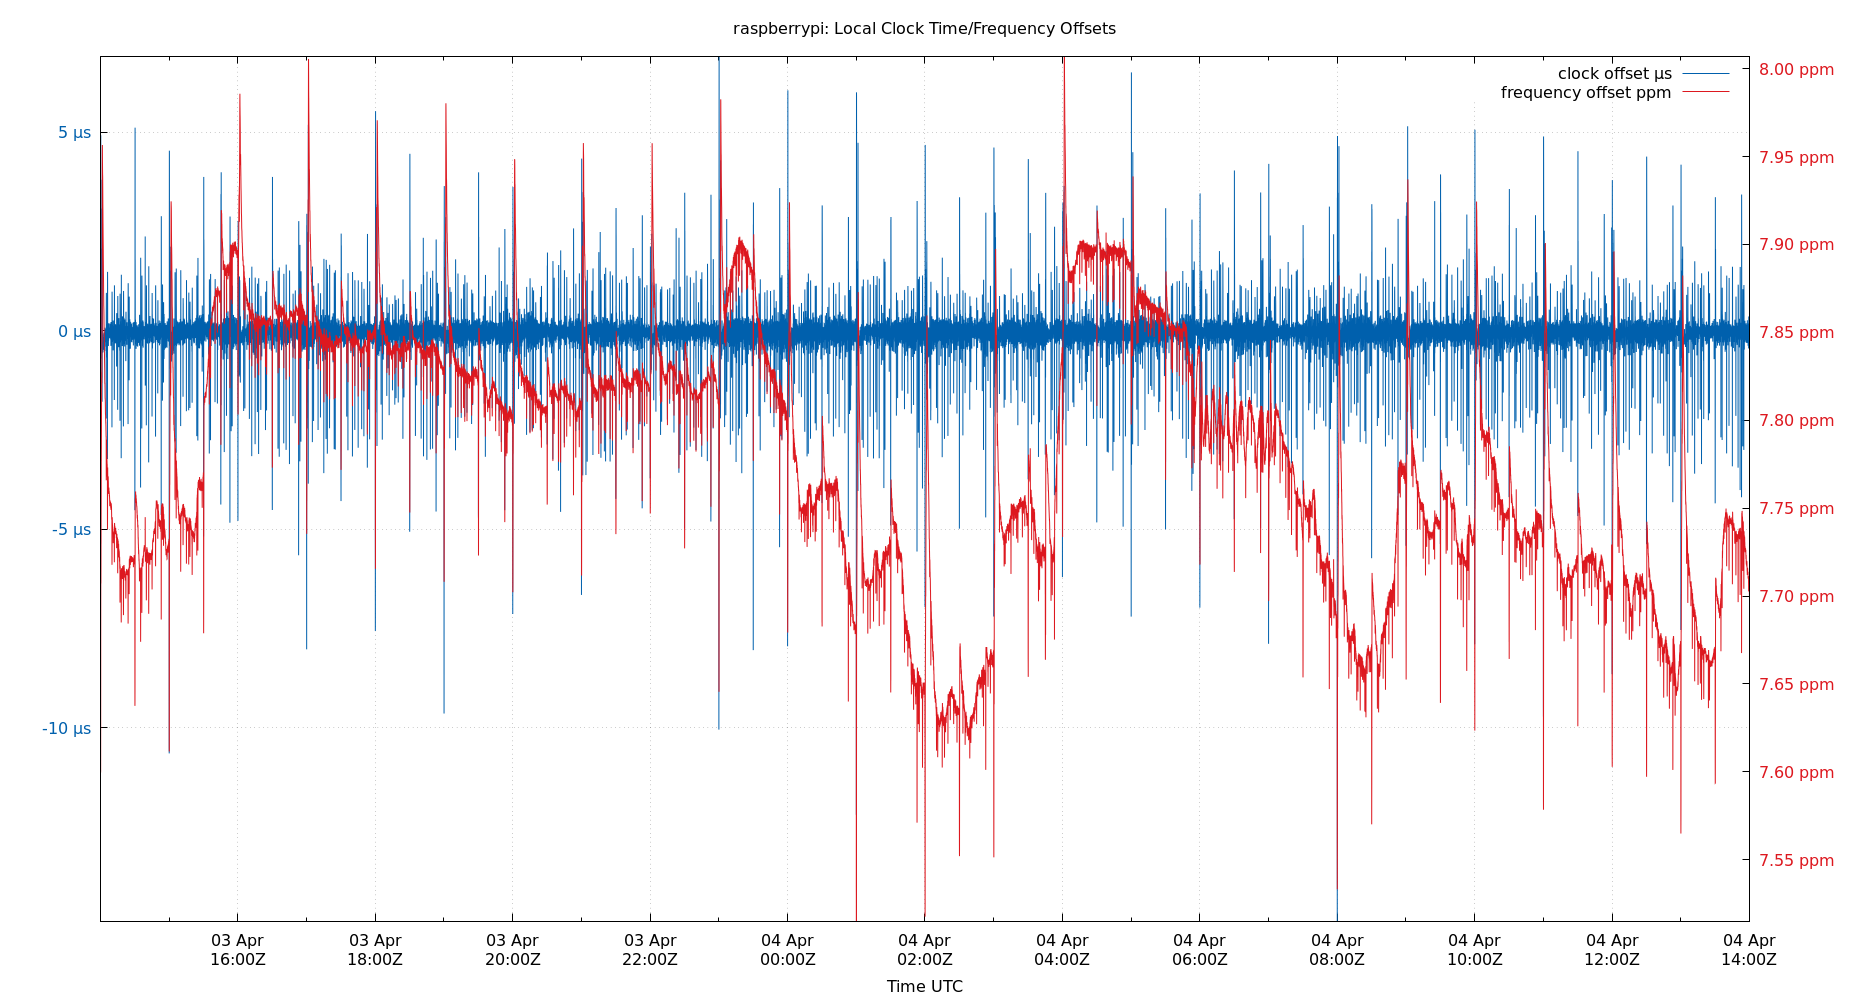 raspberrypi: Local Clock Time/Frequency Offsets
clock offset µs
frequency offset ppm
5 µs
0 µs
-5 µs
-10 µs
8.00 ppm
7.95 ppm
7.90 ppm
7.85 ppm
7.80 ppm
7.75 ppm
7.70 ppm
7.65 ppm
7.60 ppm
7.55 ppm
03 Apr 03 Apr 03 Apr 03 Apr 04 Apr 04 Apr 04 Apr 04 Apr 04 Apr 04 Apr 04 Apr 04 Apr
16:00Z 18:00Z 20:00Z 22:00Z 00:00Z 02:00Z 04:00Z 06:00Z 08:00Z 10:00Z 12:00Z 14:00Z
Time UTC